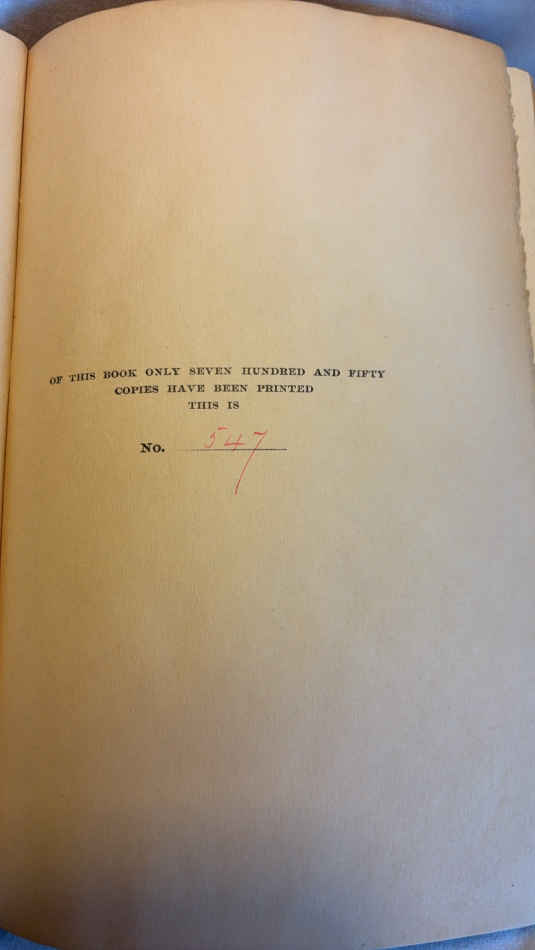 OF THIS BOOK ONLY SEVEN HUNDRED AND FIFTY
COPIES HAVE BEEN PRINTED
THIS IS
No. 547